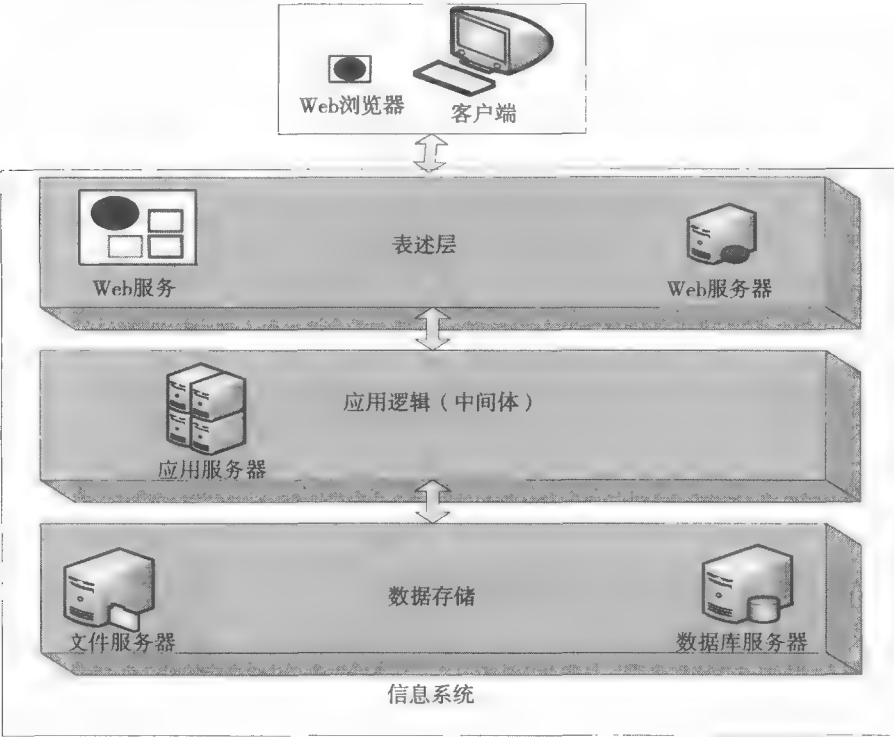 Web浏览器
客户端
表述层
Web服务
Web服务器
应用逻辑（中间体）
应用服务器
数据存储
文件服务器
数据库服务器
信息系统